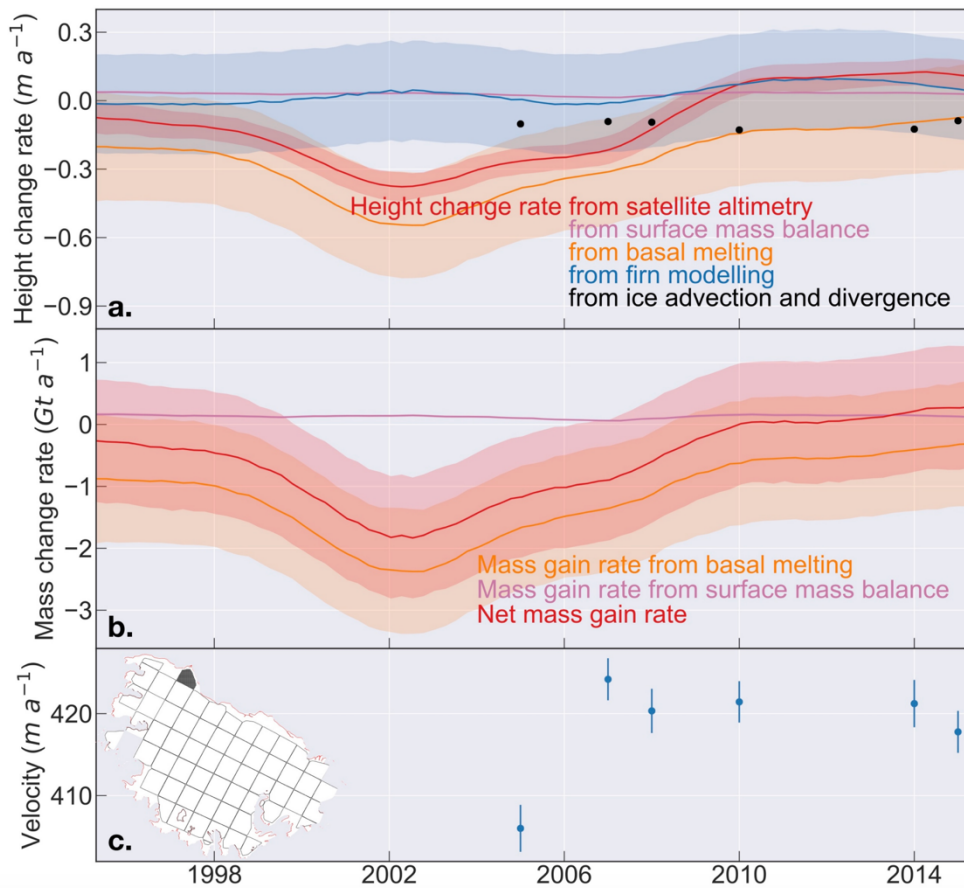 Height change rate (m a⁻¹)
0.3
0.0
−0.3
−0.6
−0.9
Height change rate from satellite altimetry
from surface mass balance
from basal melting
from firn modelling
from ice advection and divergence
a.
Mass change rate (Gt a⁻¹)
1
0
−1
−2
−3
Mass gain rate from basal melting
Mass gain rate from surface mass balance
Net mass gain rate
b.
Velocity (m a⁻¹)
420
410
c.
1998 2002 2006 2010 2014